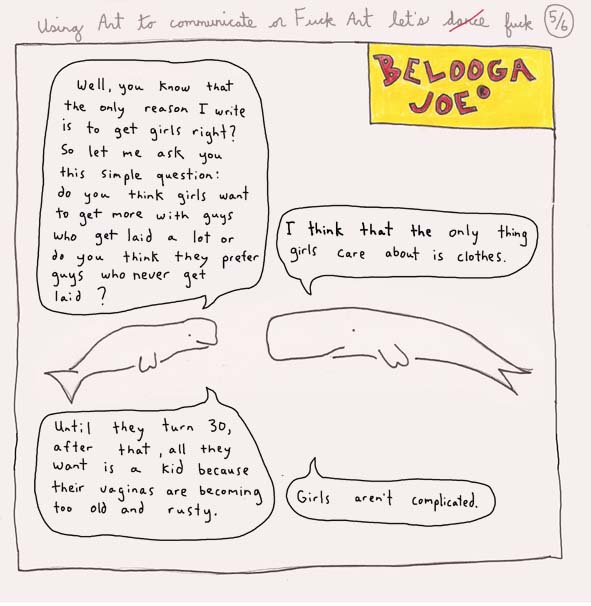 Using Art to communicate or Fuck Art let's dance fuck 5/6
BELOOGA
JOE®
Well, you know that
the only reason I write
is to get girls right?
So let me ask you
this simple question:
do you think girls want
to get more with guys
who get laid a lot or
do you think they prefer
guys who never get
laid ?
I think that the only thing
girls care about is clothes.
Until they turn 30,
after that, all they
want is a kid because
their vaginas are becoming
too old and rusty.
Girls aren't complicated.